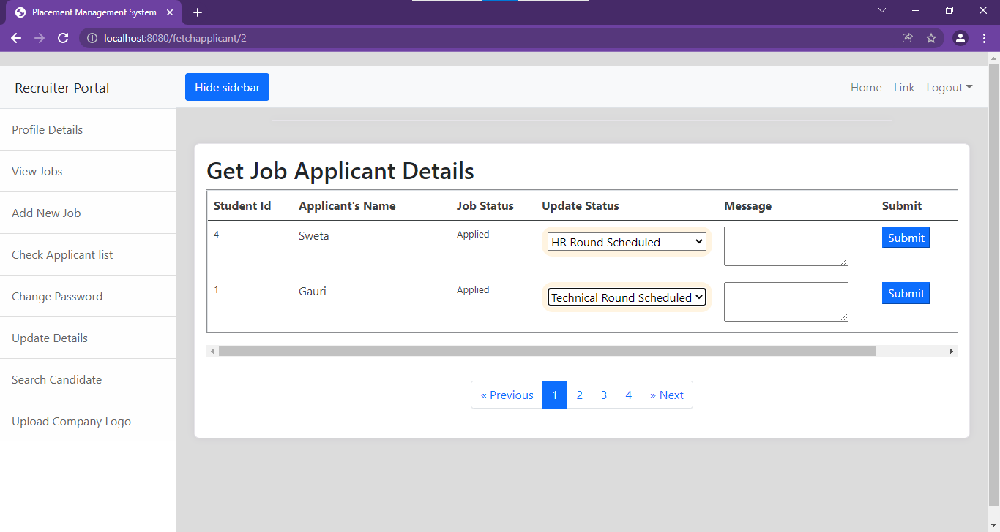 Placement Management System
localhost:8080/fetchapplicant/2
Recruiter Portal
Hide sidebar
Home Link Logout
Profile Details
View Jobs
Add New Job
Check Applicant list
Change Password
Update Details
Search Candidate
Upload Company Logo
Get Job Applicant Details
Student Id Applicant's Name Job Status Update Status Message Submit
4 Sweta Applied HR Round Scheduled Submit
1 Gauri Applied Technical Round Scheduled Submit
« Previous 1 2 3 4 » Next